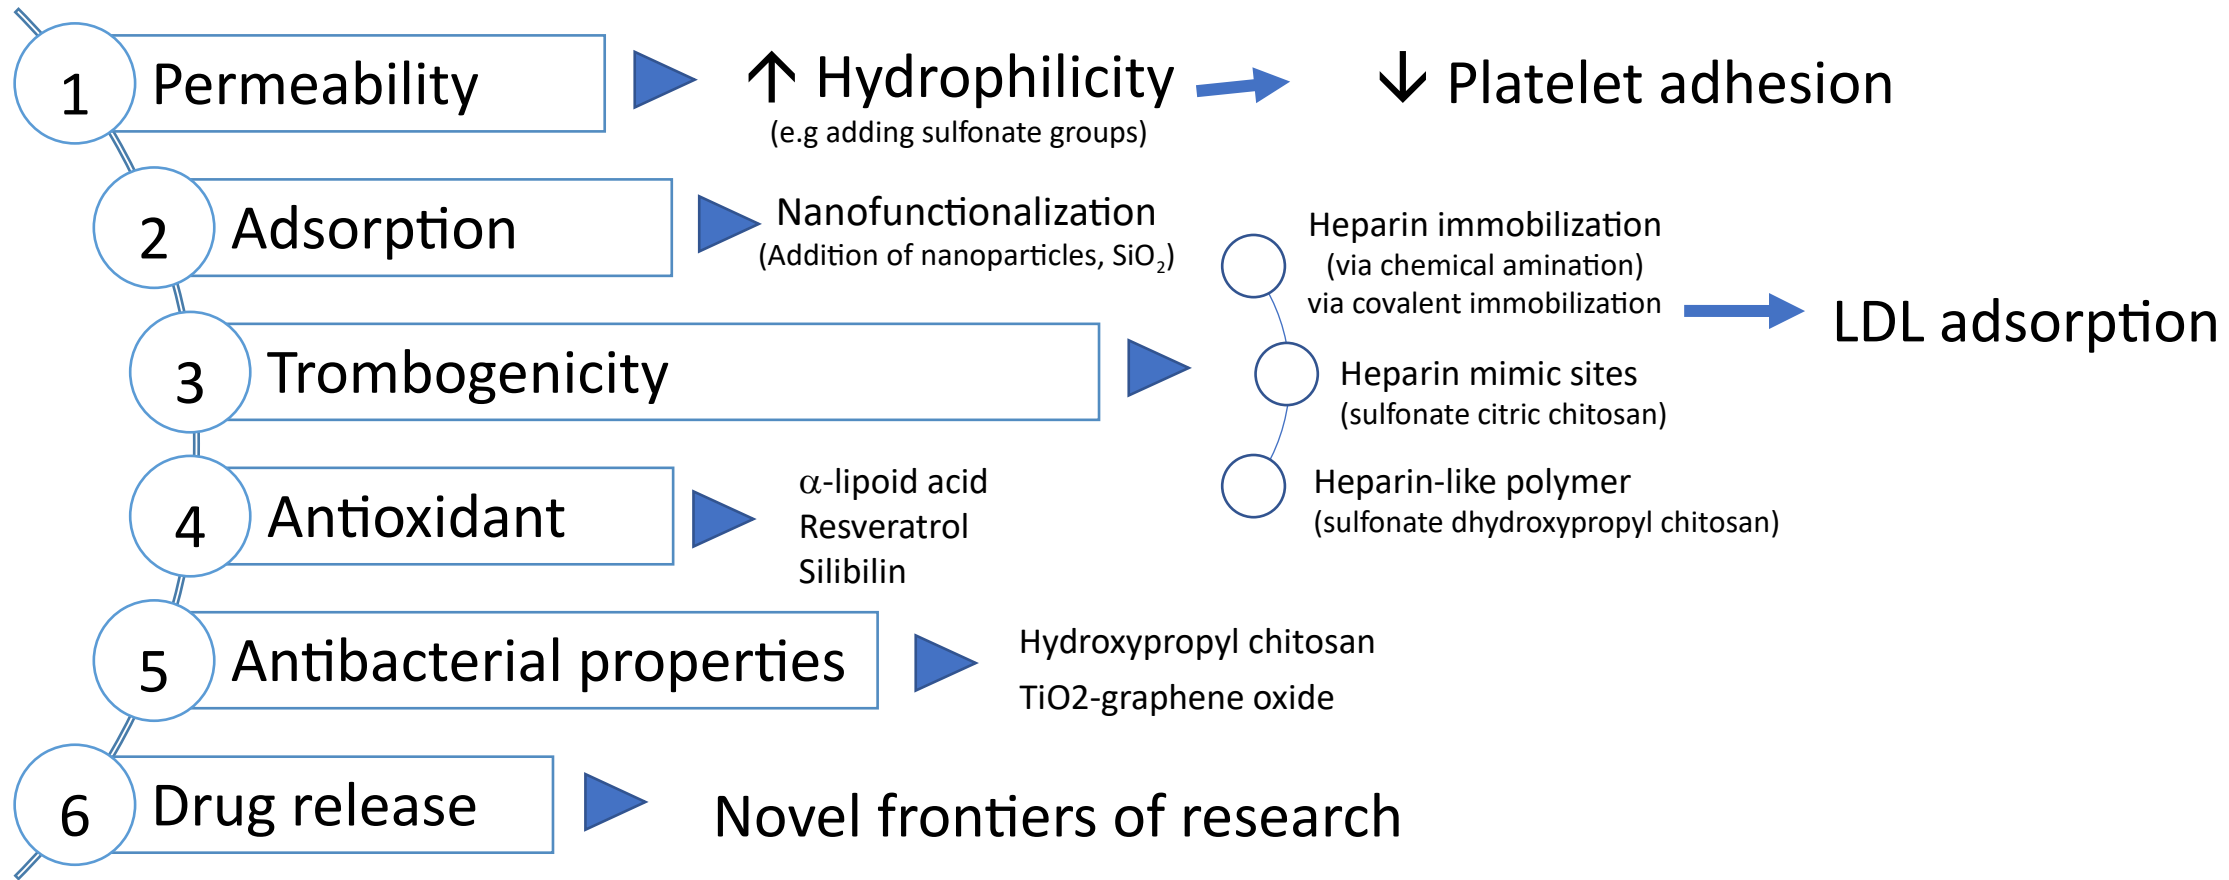 1 Permeability
↑ Hydrophilicity
(e.g adding sulfonate groups)
↓ Platelet adhesion
2 Adsorption
Nanofunctionalization
(Addition of nanoparticles, SiO₂)
3 Trombogenicity
Heparin immobilization
(via chemical amination)
via covalent immobilization
LDL adsorption
Heparin mimic sites
(sulfonate citric chitosan)
Heparin-like polymer
(sulfonate dhydroxypropyl chitosan)
4 Antioxidant
α-lipoid acid
Resveratrol
Silibilin
5 Antibacterial properties
Hydroxypropyl chitosan
TiO2-graphene oxide
6 Drug release
Novel frontiers of research